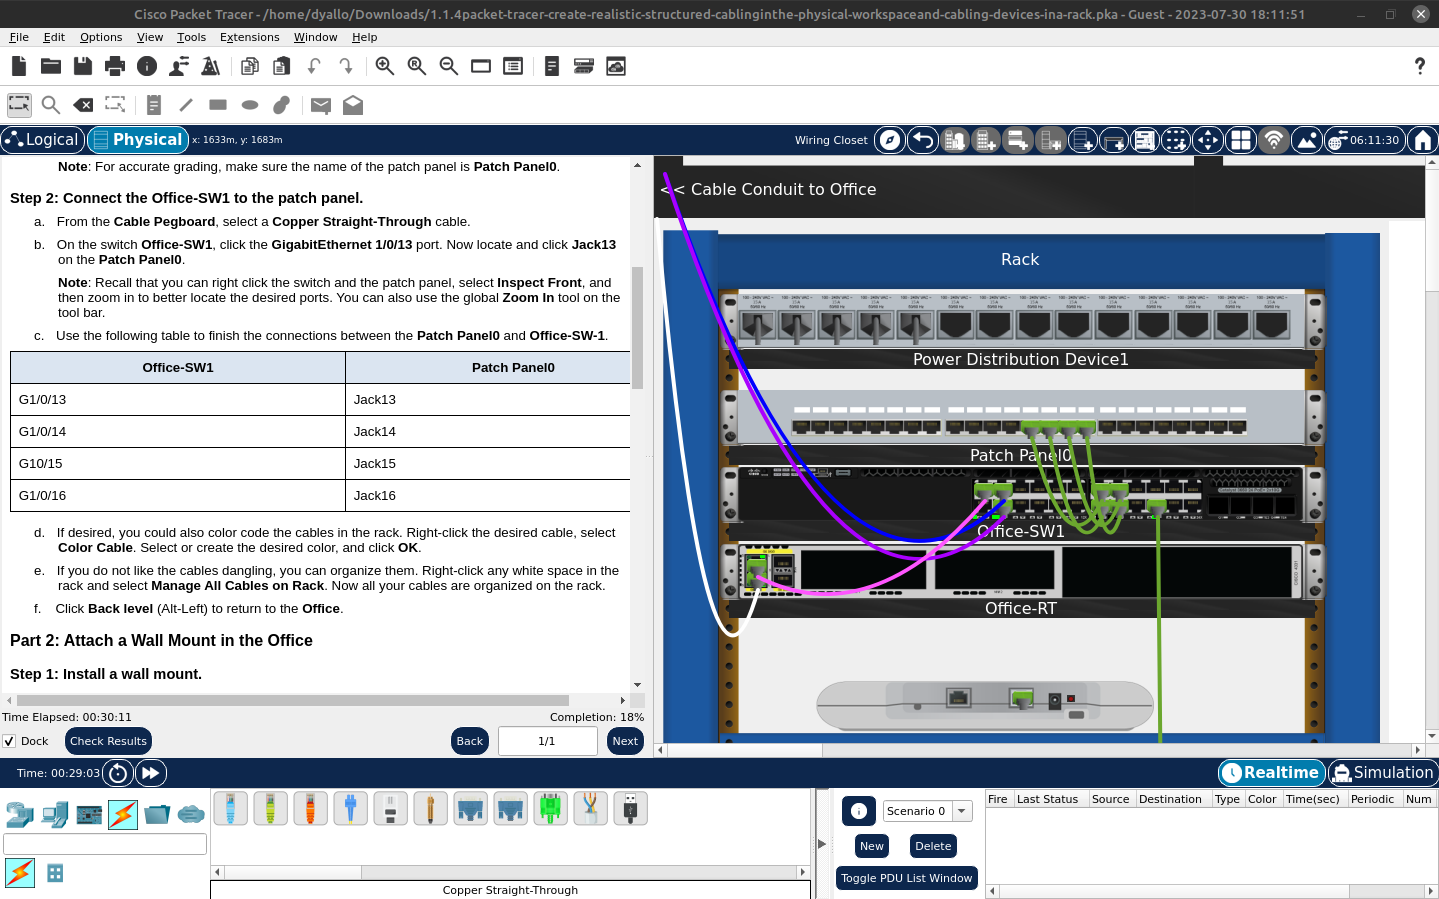 Cisco Packet Tracer - /home/dyallo/Downloads/1.1.4packet-tracer-create-realistic-structured-cablinginthe-physical-workspaceand-cabling-devices-ina-rack.pka - Guest - 2023-07-30 18:11:51
File Edit Options View Tools Extensions Window Help
Logical Physical x: 1633m, y: 1683m Wiring Closet 06:11:30
Note: For accurate grading, make sure the name of the patch panel is Patch Panel0.
Step 2: Connect the Office-SW1 to the patch panel.
a. From the Cable Pegboard, select a Copper Straight-Through cable.
b. On the switch Office-SW1, click the GigabitEthernet 1/0/13 port. Now locate and click Jack13
on the Patch Panel0.
Note: Recall that you can right click the switch and the patch panel, select Inspect Front, and
then zoom in to better locate the desired ports. You can also use the global Zoom In tool on the
tool bar.
c. Use the following table to finish the connections between the Patch Panel0 and Office-SW-1.
Office-SW1 Patch Panel0
G1/0/13 Jack13
G1/0/14 Jack14
G10/15 Jack15
G1/0/16 Jack16
d. If desired, you could also color code the cables in the rack. Right-click the desired cable, select
Color Cable. Select or create the desired color, and click OK.
e. If you do not like the cables dangling, you can organize them. Right-click any white space in the
rack and select Manage All Cables on Rack. Now all your cables are organized on the rack.
f. Click Back level (Alt-Left) to return to the Office.
Part 2: Attach a Wall Mount in the Office
Step 1: Install a wall mount.
Time Elapsed: 00:30:11 Completion: 18%
Dock Check Results Back 1/1 Next
<< Cable Conduit to Office
Rack
Power Distribution Device1
Patch Panel0
Office-SW1
Office-RT
Time: 00:29:03 Realtime Simulation
Copper Straight-Through
Scenario 0
New Delete
Toggle PDU List Window
Fire Last Status Source Destination Type Color Time(sec) Periodic Num